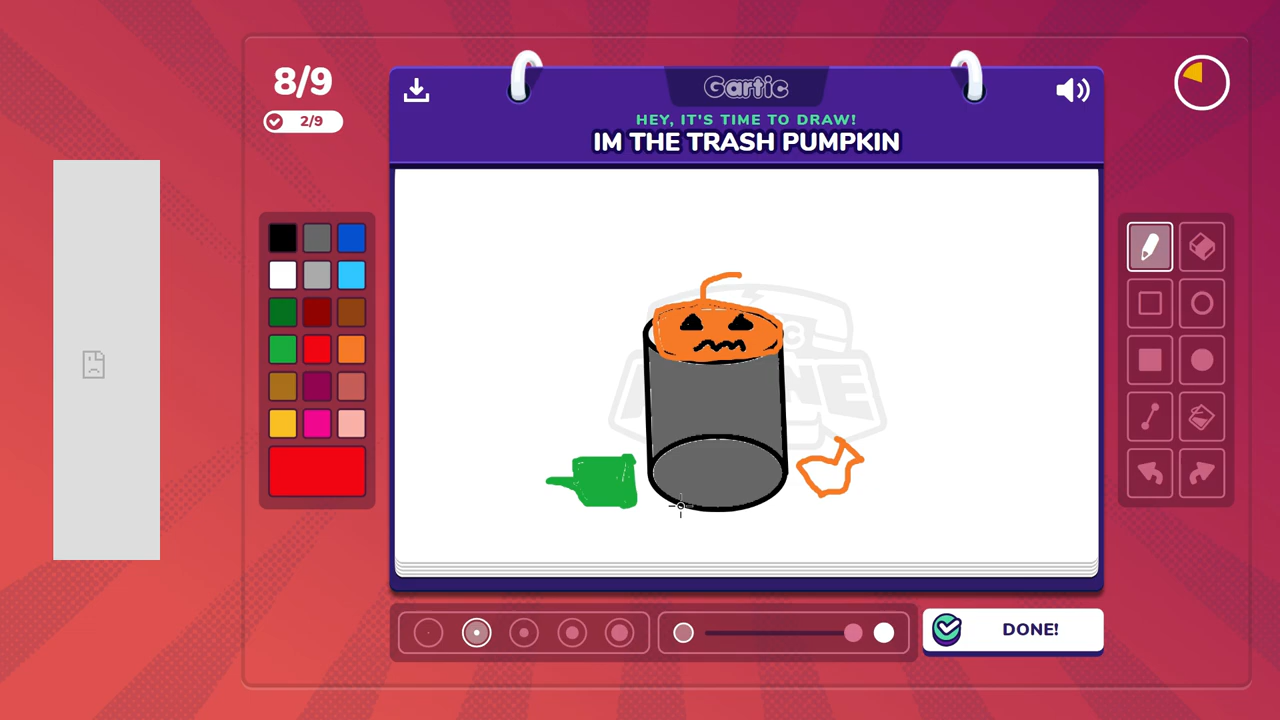 8/9
2/9
Gartic
HEY, IT'S TIME TO DRAW!
IM THE TRASH PUMPKIN
DONE!